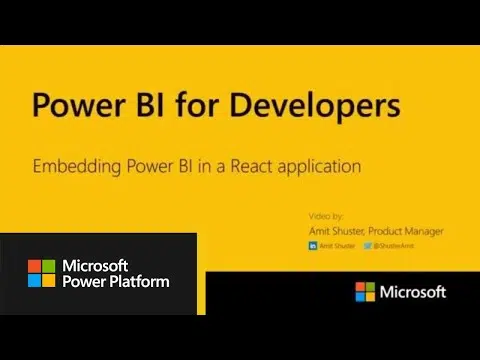 Power BI for Developers
Embedding Power BI in a React application
Video by:
Amit Shuster, Product Manager
in Amit Shuster @ShusterAmit
Microsoft
Power Platform
Microsoft